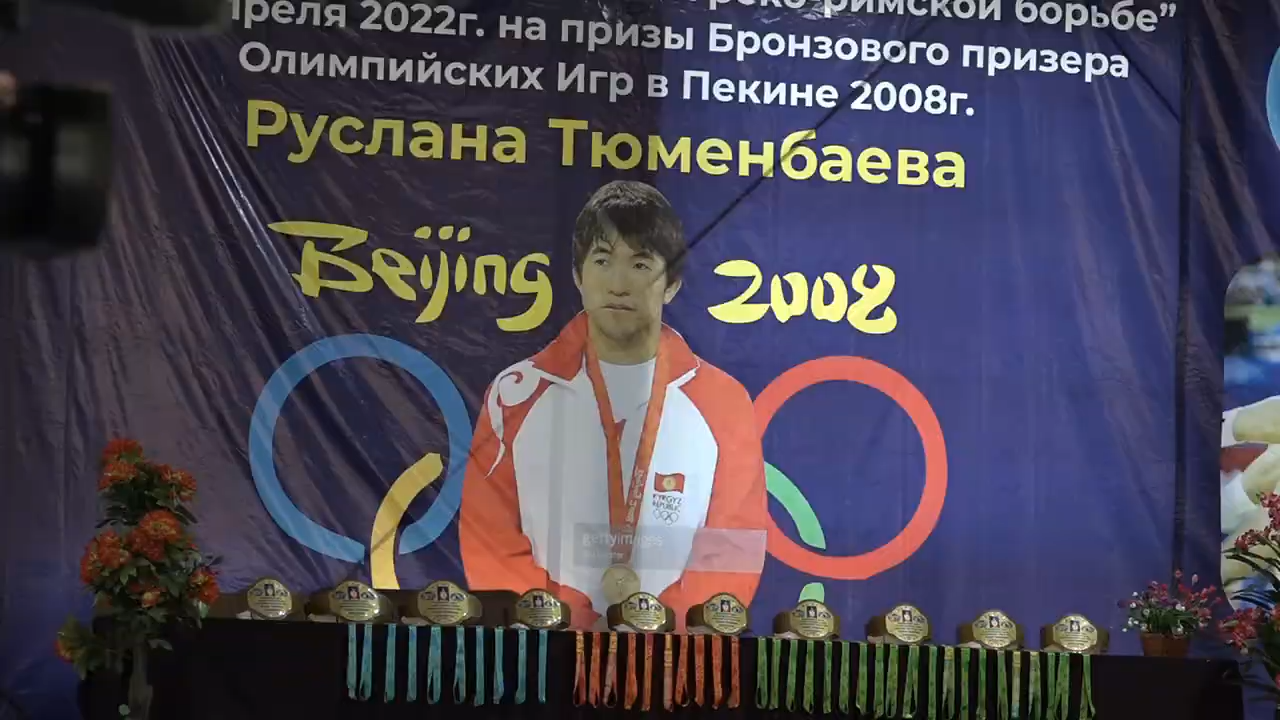 греко-римской борьбе”
преля 2022г. на призы Бронзового призера
Олимпийских Игр в Пекине 2008г.
Руслана Тюменбаева
Beijing 2008
KYRGYZ
REPUBLIC
gettyimages